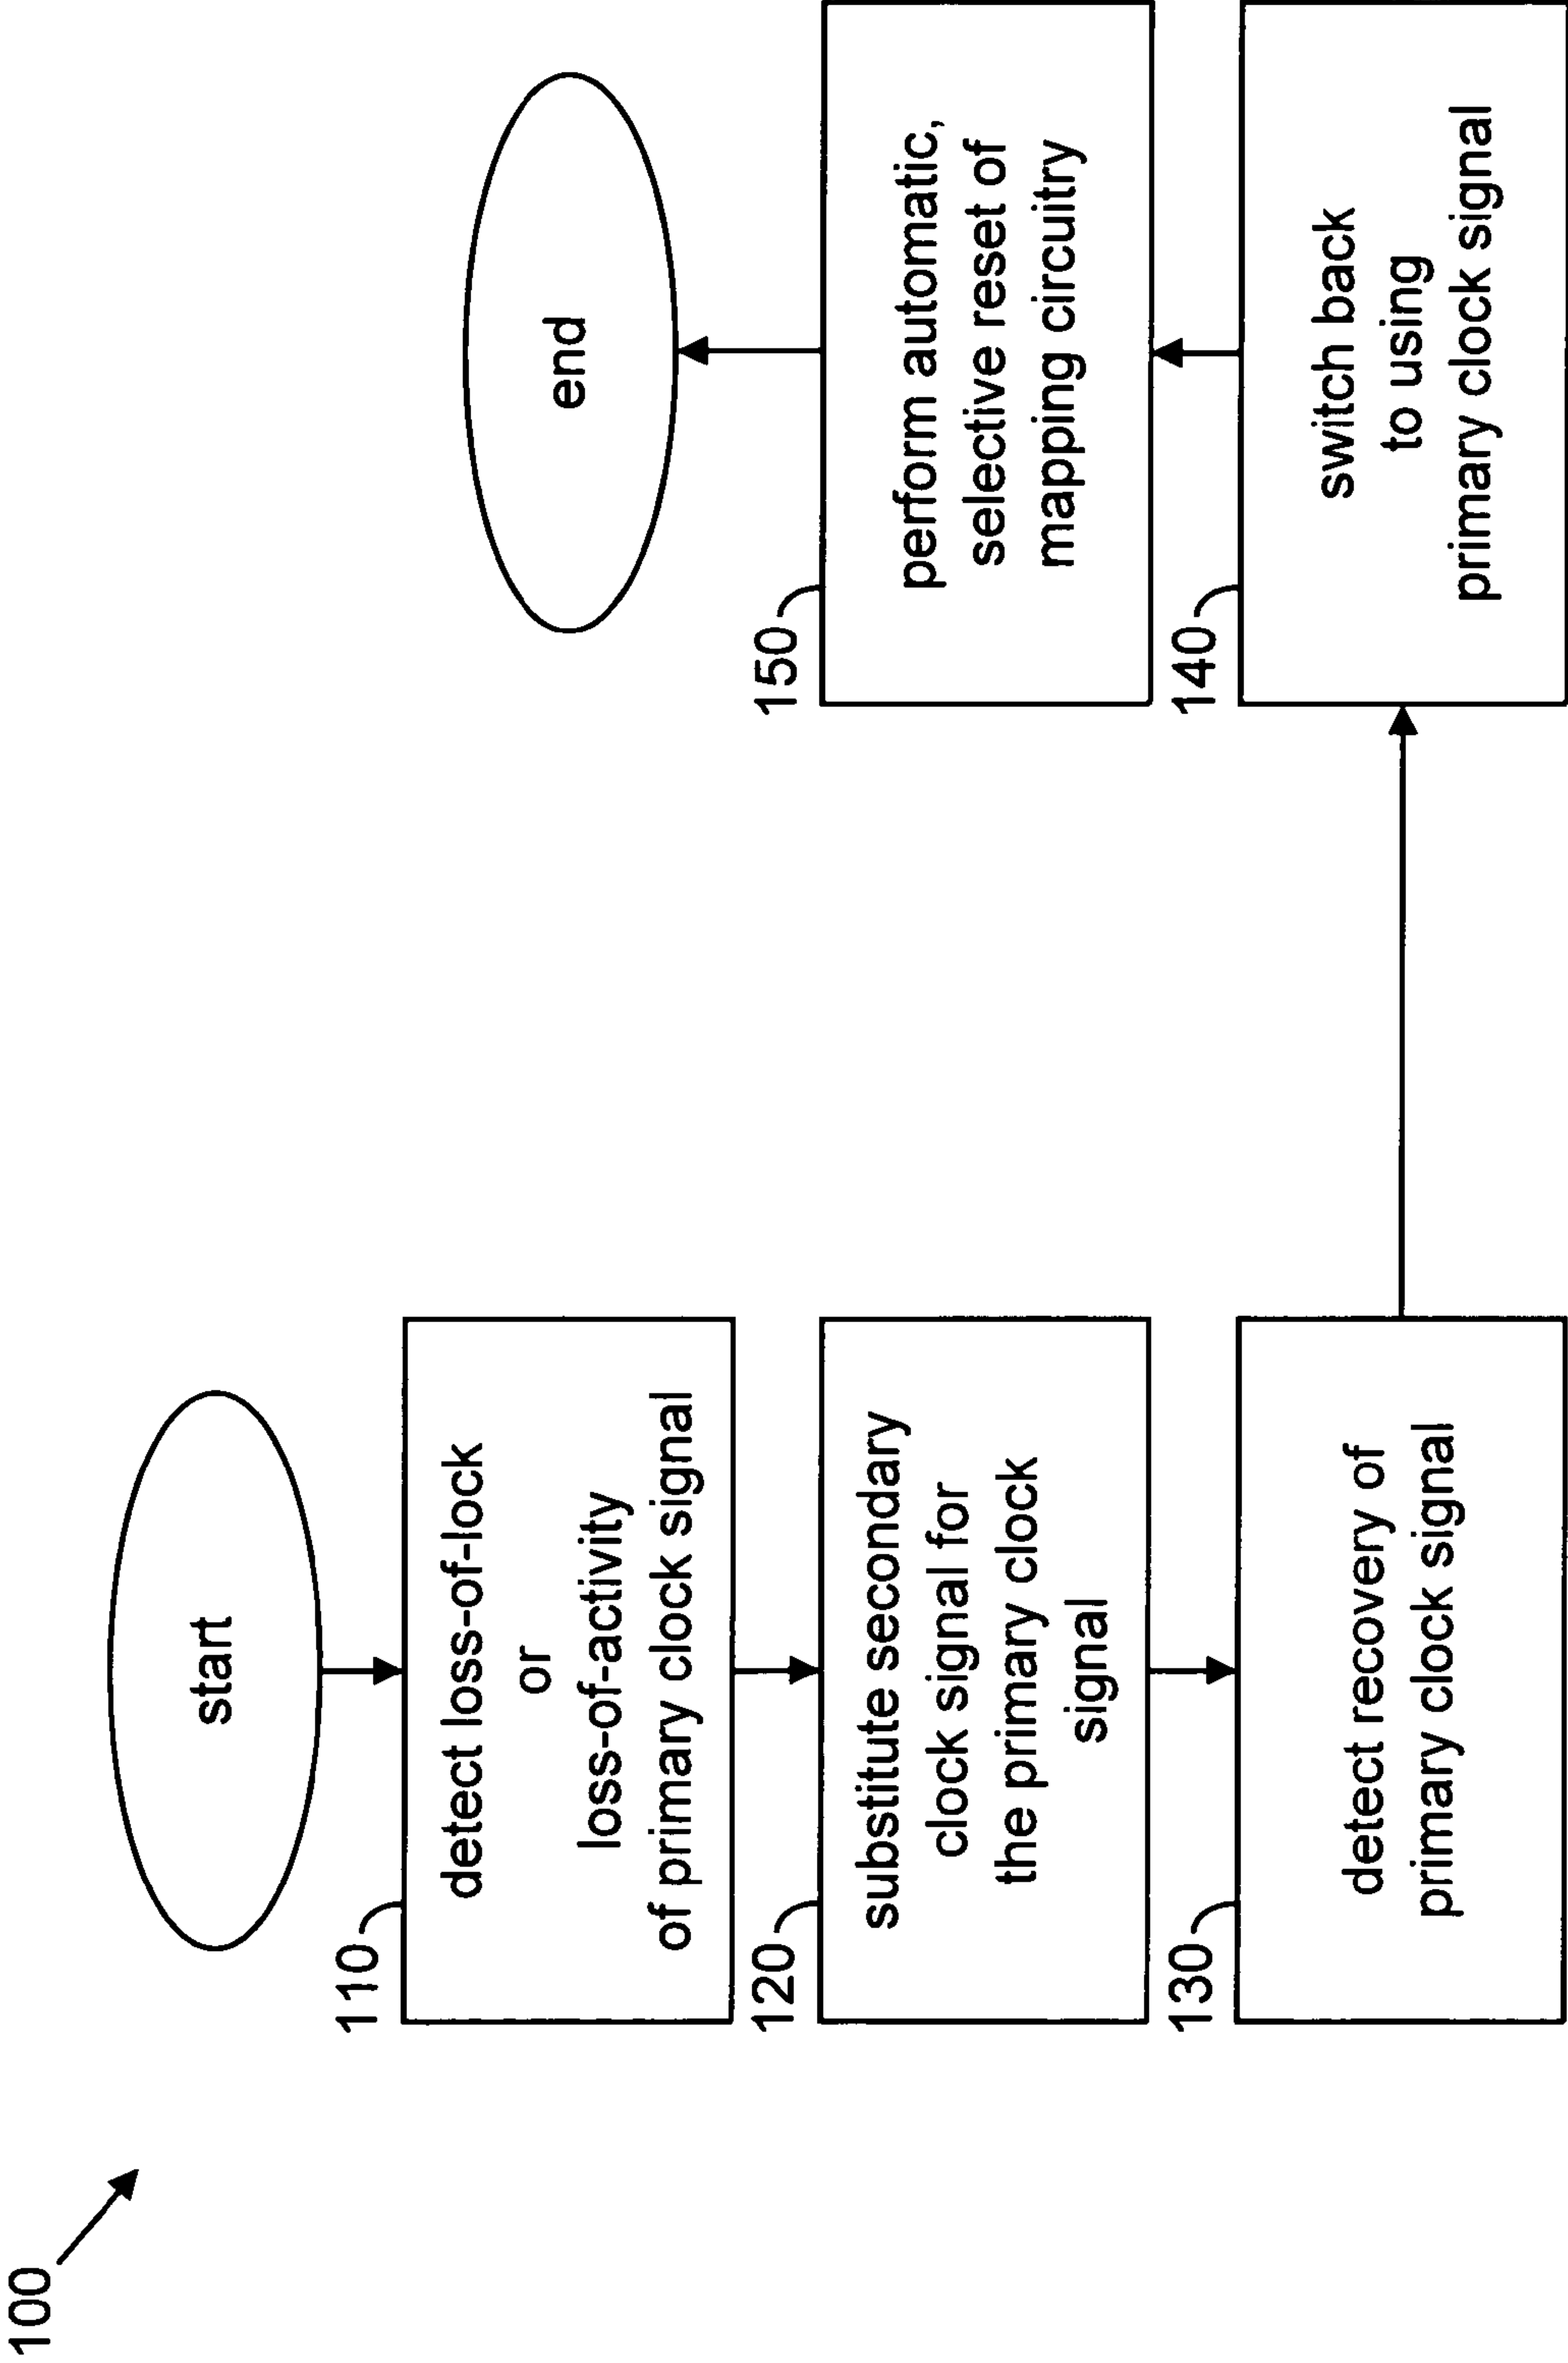 100
start
110
detect loss-of-lock
or
loss-of-activity
of primary clock signal
120
substitute secondary
clock signal for
the primary clock
signal
130
detect recovery of
primary clock signal
140
switch back
to using
primary clock signal
150
perform automatic,
selective reset of
mapping circuitry
end